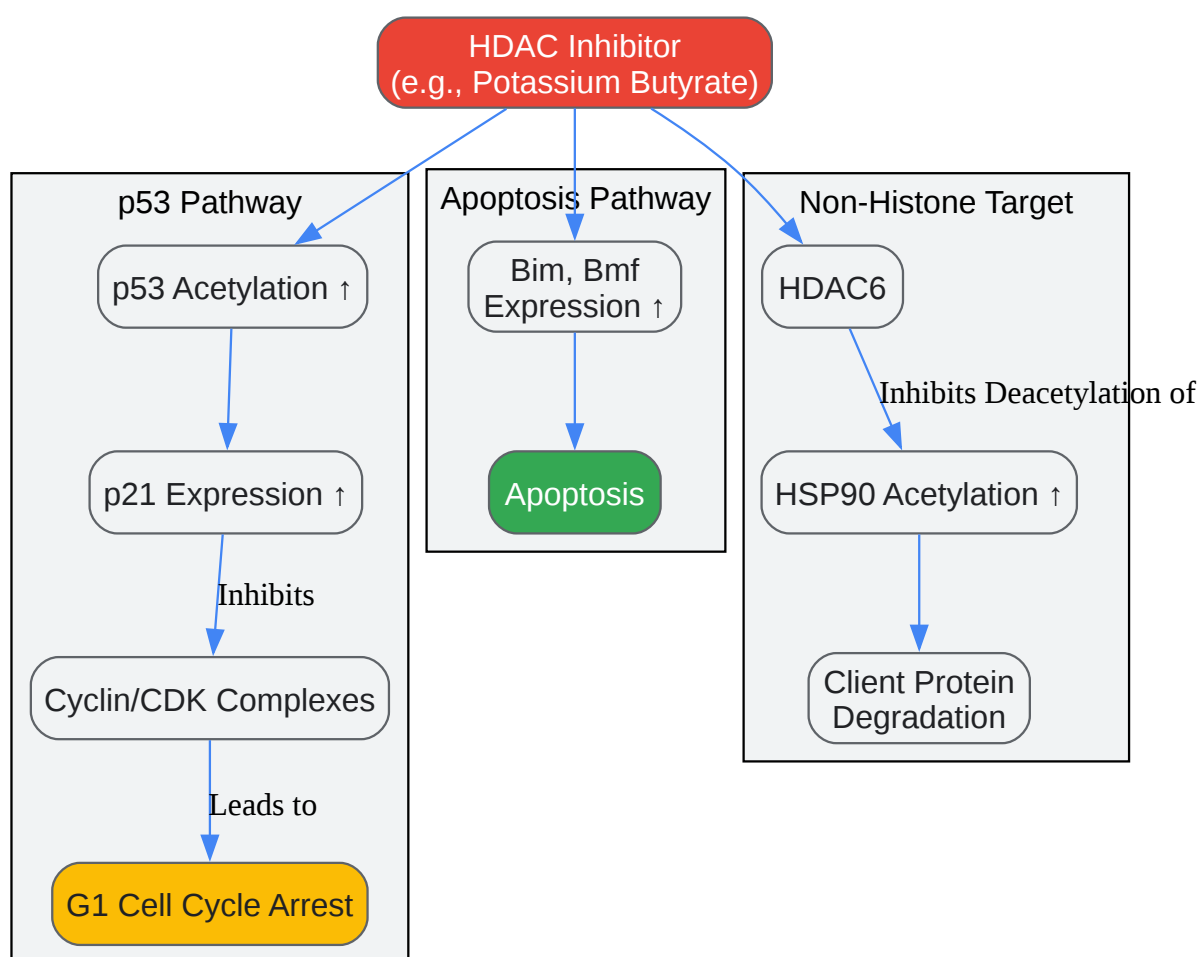 HDAC Inhibitor
(e.g., Potassium Butyrate)
p53 Pathway
p53 Acetylation ↑
p21 Expression ↑
Inhibits
Cyclin/CDK Complexes
Leads to
G1 Cell Cycle Arrest
Apoptosis Pathway
Bim, Bmf
Expression ↑
Apoptosis
Non-Histone Target
HDAC6
Inhibits Deacetylation of
HSP90 Acetylation ↑
Client Protein
Degradation